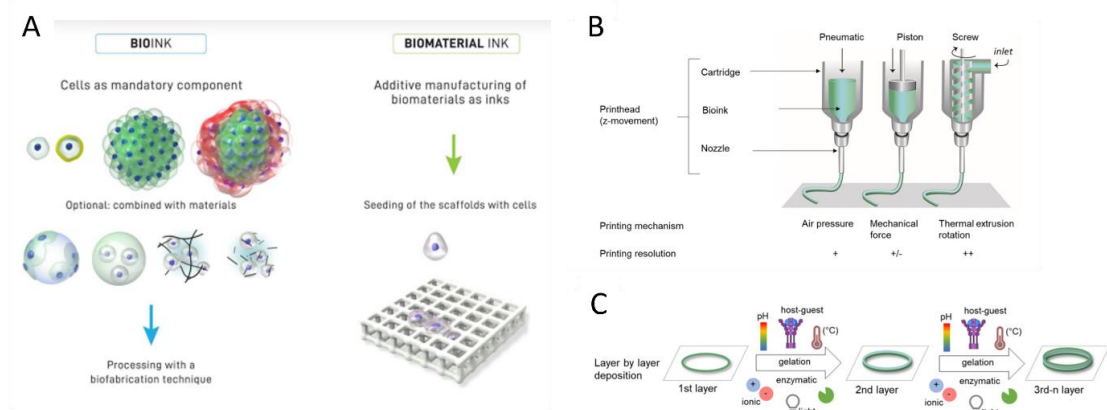 A
BIOINK
Cells as mandatory component
Optional: combined with materials
Processing with a
biofabrication technique
BIOMATERIAL INK
Additive manufacturing of
biomaterials as inks
Seeding of the scaffolds with cells
B
Pneumatic Piston Screw
inlet
Cartridge
Printhead
(z-movement)
Bioink
Nozzle
Printing mechanism Air pressure Mechanical force Thermal extrusion rotation
Printing resolution + +/- ++
C
Layer by layer
deposition
pH host-guest (°C)
gelation
enzymatic
+ -
ionic
1st layer
pH host-guest (°C)
gelation
enzymatic
+ -
ionic
2nd layer
3rd-n layer